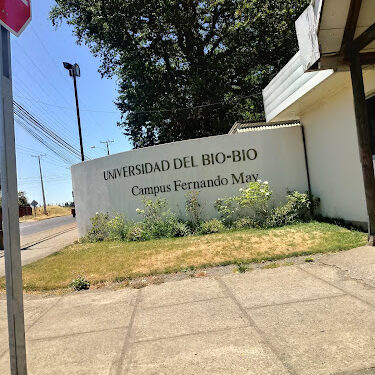 UNIVERSIDAD DEL BIO-BIO
Campus Fernando May